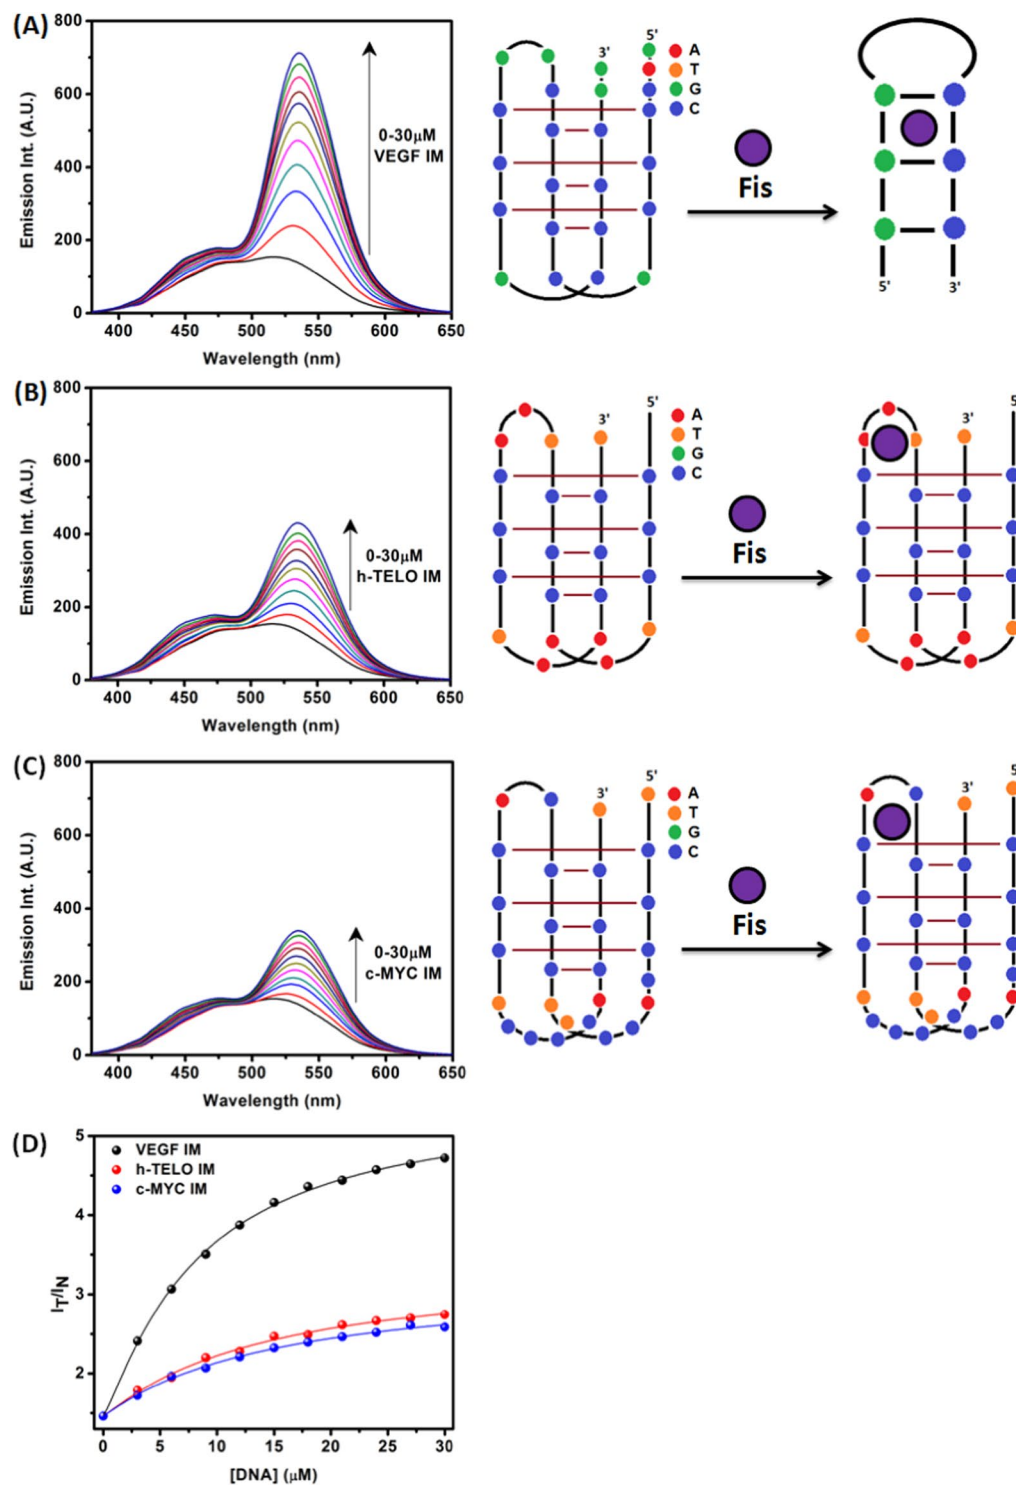 (A)
800
600
400
200
0
Emission Int. (A.U.)
0-30μM
VEGF IM
400 450 500 550 600 650
Wavelength (nm)
3'
5'
A
T
G
C
Fis
5'
3'
(B)
800
600
400
200
0
Emission Int. (A.U.)
0-30μM
h-TELO IM
400 450 500 550 600 650
Wavelength (nm)
3'
5'
A
T
G
C
Fis
3'
5'
(C)
800
600
400
200
0
Emission Int. (A.U.)
0-30μM
c-MYC IM
400 450 500 550 600 650
Wavelength (nm)
3'
5'
A
T
G
C
Fis
3'
(D)
5
4
3
2
IT/IN
VEGF IM
h-TELO IM
c-MYC IM
0 5 10 15 20 25 30
[DNA] (μM)